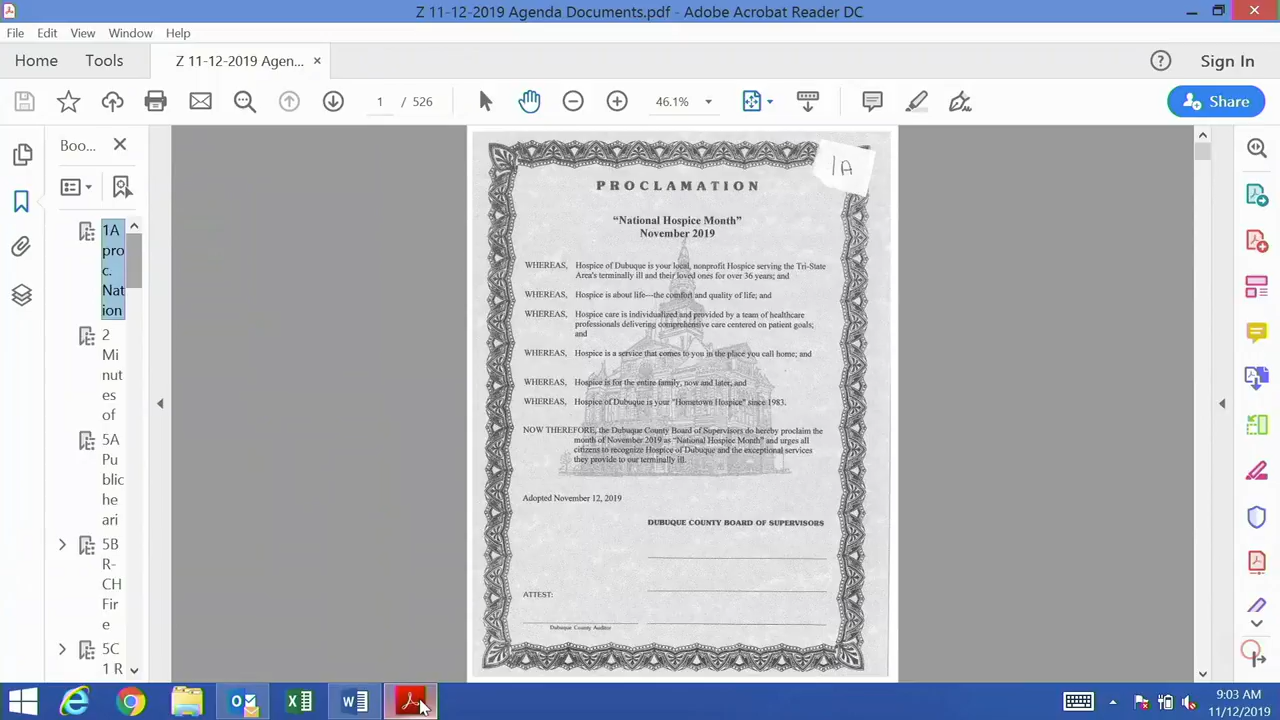 Z 11-12-2019 Agenda Documents.pdf - Adobe Acrobat Reader DC
File Edit View Window Help
Home Tools Z 11-12-2019 Agen... × Sign In
1 / 526 46.1% Share
Boo...
1A
pro
c.
Nat
ion
2
Mi
nut
es
of
5A
Pu
blic
he
ari
5B
R-
CH
Fir
e
5C
1 R
1A
PROCLAMATION
“National Hospice Month”
November 2019
WHEREAS, Hospice of Dubuque is your local, nonprofit Hospice serving the Tri-State
Area's terminally ill and their loved ones for over 36 years; and
WHEREAS, Hospice is about life---the comfort and quality of life; and
WHEREAS, Hospice care is individualized and provided by a team of healthcare
professionals delivering comprehensive care centered on patient goals;
and
WHEREAS, Hospice is a service that comes to you in the place you call home; and
WHEREAS, Hospice is for the entire family, now and later; and
WHEREAS, Hospice of Dubuque is your "Hometown Hospice" since 1983.
NOW THEREFORE, the Dubuque County Board of Supervisors do hereby proclaim the
month of November 2019 as “National Hospice Month” and urges all
citizens to recognize Hospice of Dubuque and the exceptional services
they provide to our terminally ill.
Adopted November 12, 2019
DUBUQUE COUNTY BOARD OF SUPERVISORS
ATTEST:
Dubuque County Auditor
9:03 AM
11/12/2019